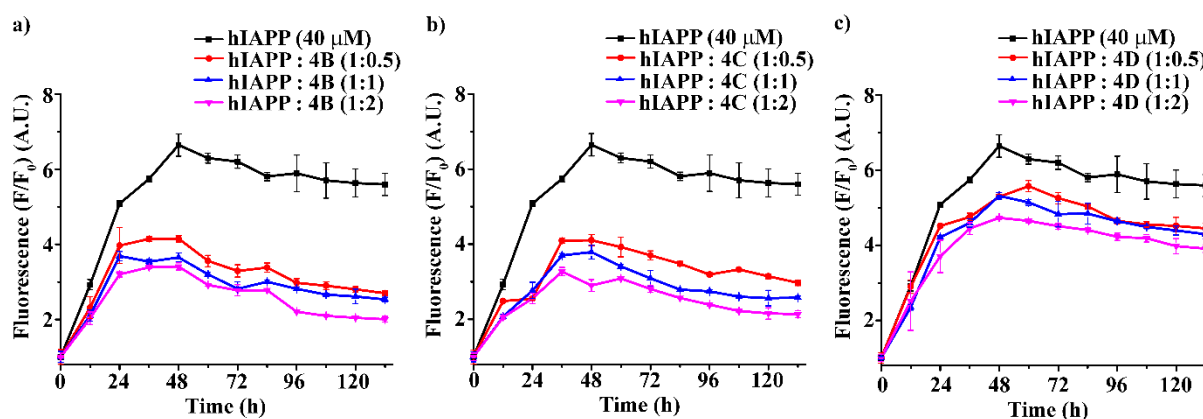 a)
hIAPP (40 μM)
hIAPP : 4B (1:0.5)
hIAPP : 4B (1:1)
hIAPP : 4B (1:2)
Fluorescence (F/F₀) (A.U.)
8
6
4
2
0 24 48 72 96 120
Time (h)
b)
hIAPP (40 μM)
hIAPP : 4C (1:0.5)
hIAPP : 4C (1:1)
hIAPP : 4C (1:2)
Fluorescence (F/F₀) (A.U.)
8
6
4
2
0 24 48 72 96 120
Time (h)
c)
hIAPP (40 μM)
hIAPP : 4D (1:0.5)
hIAPP : 4D (1:1)
hIAPP : 4D (1:2)
Fluorescence (F/F₀) (A.U.)
8
6
4
2
0 24 48 72 96 120
Time (h)